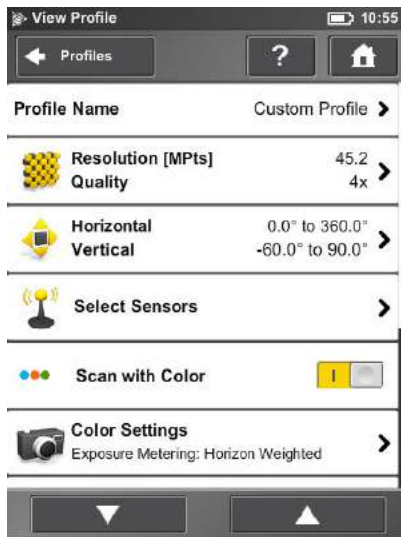 View Profile 10:55
Profiles ?
Profile Name Custom Profile
Resolution [MPts] 45.2
Quality 4x
Horizontal 0.0° to 360.0°
Vertical -60.0° to 90.0°
Select Sensors
Scan with Color I
Color Settings
Exposure Metering: Horizon Weighted